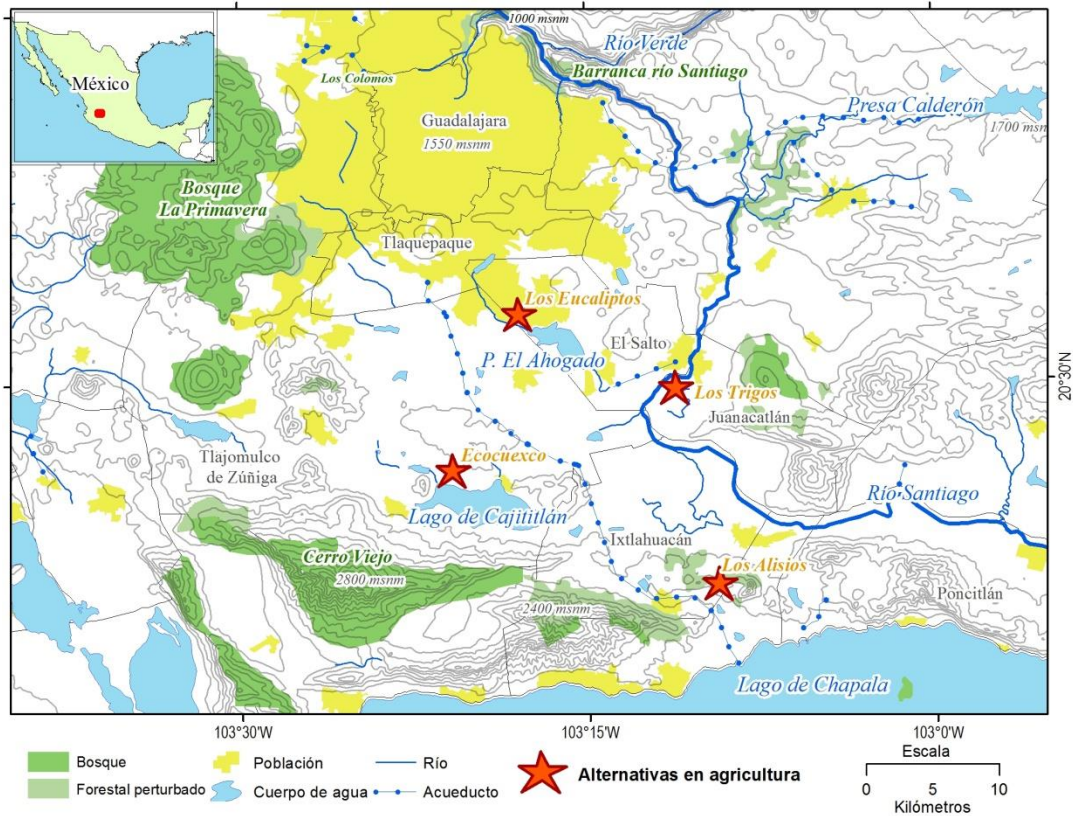 México
1000 msnm
Río Verde
Los Colomos
Barranca río Santiago
Guadalajara
1550 msnm
Presa Calderón
1700 msn
Bosque
La Primavera
Tlaquepaque
Los Eucaliptos
El Salto
P. El Ahogado
20°30'N
Los Trigos
Juanacatlán
Tlajomulco
de Zúñiga
Ecocuexco
Lago de Cajititlán
Río Santiago
Ixtlahuacán
Cerro Viejo
2800 msnm
Los Alisios
2400 msnm
Poncitlán
Lago de Chapala
103°30'W
103°15'W
103°0'W
Bosque
Población
Río
Alternativas en agricultura
Escala
Forestal perturbado
Cuerpo de agua
Acueducto
0 5 10
Kilómetros